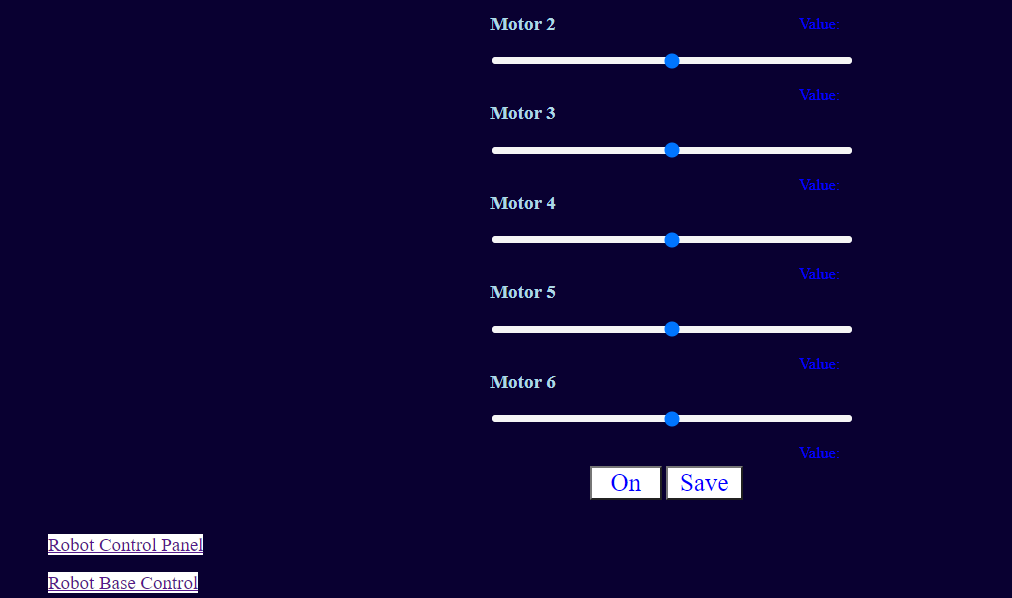 Motor 2
Value:
Value:
Motor 3
Value:
Motor 4
Value:
Motor 5
Value:
Motor 6
Value:
On Save
Robot Control Panel
Robot Base Control